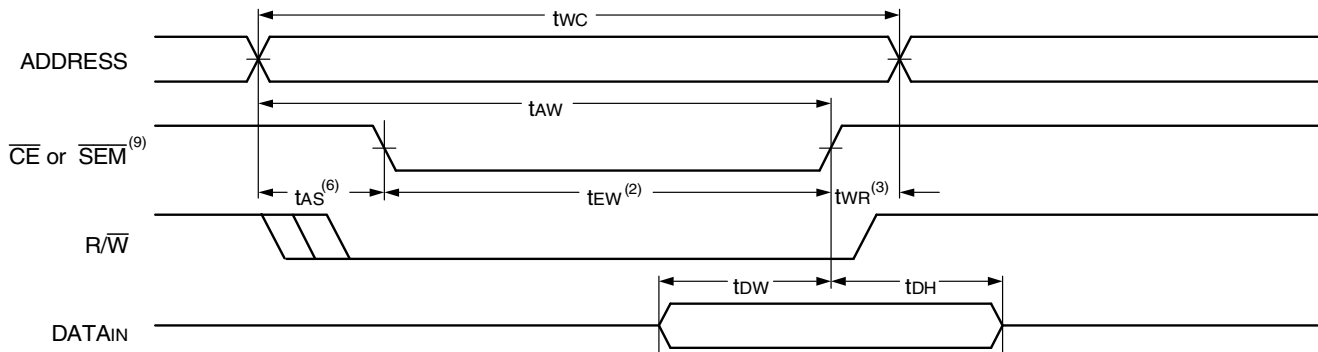 tWC
ADDRESS
tAW
CE or SEM(9)
tAS(6)
tEW(2)
tWR(3)
R/W
tDW
tDH
DATAIN